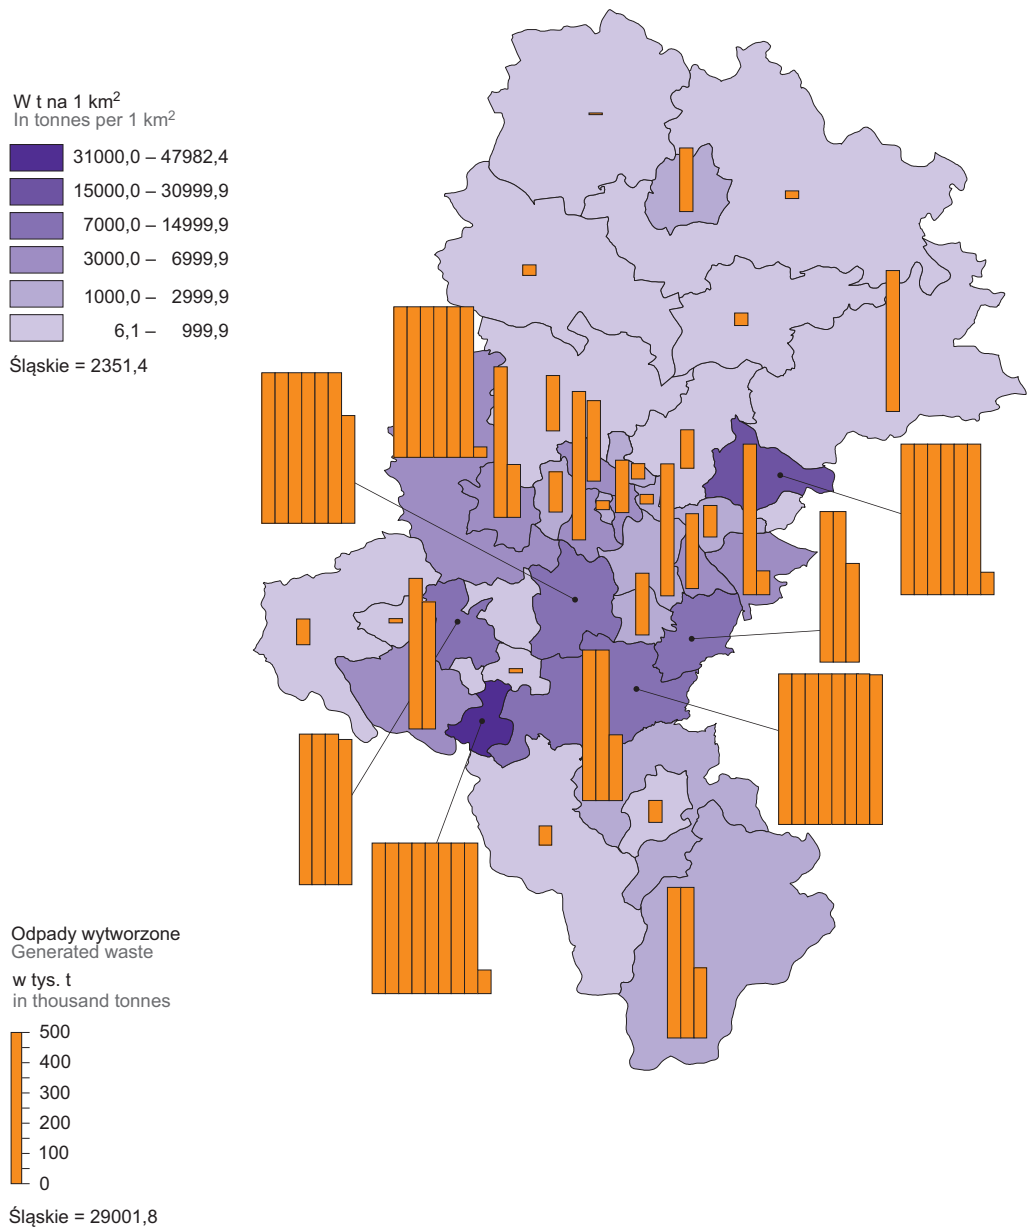 W t na 1 km²
In tonnes per 1 km²
31000,0 – 47982,4
15000,0 – 30999,9
7000,0 – 14999,9
3000,0 – 6999,9
1000,0 – 2999,9
6,1 – 999,9
Śląskie = 2351,4
Odpady wytworzone
Generated waste
w tys. t
in thousand tonnes
500
400
300
200
100
0
Śląskie = 29001,8